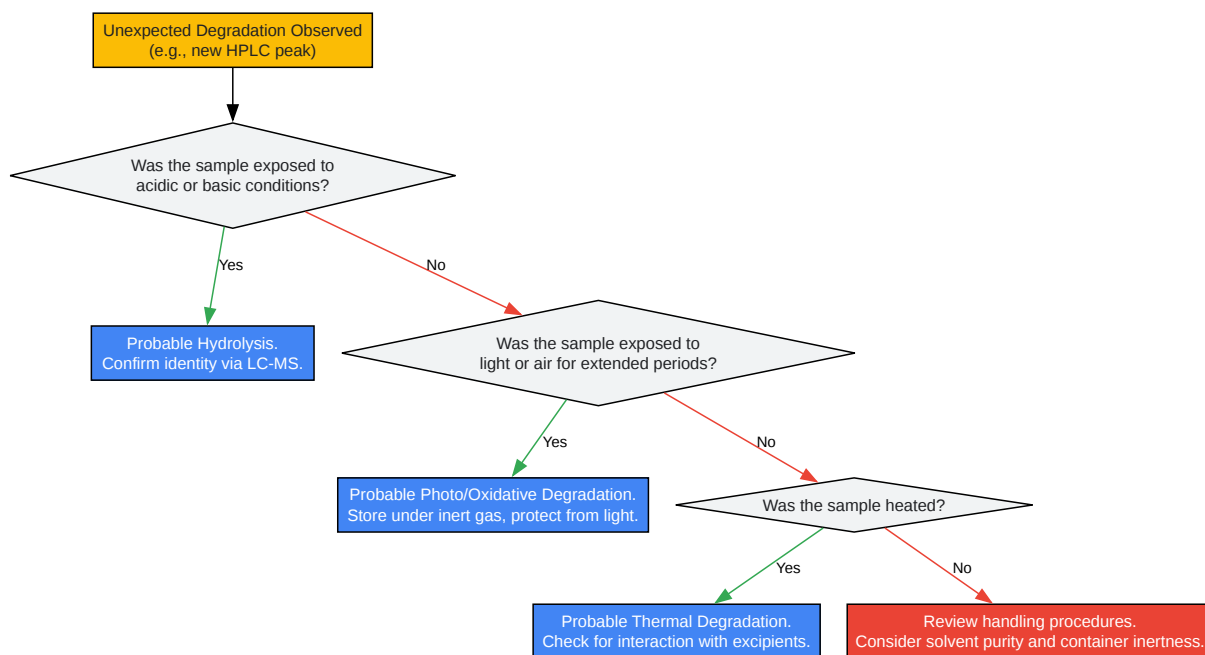 Unexpected Degradation Observed
(e.g., new HPLC peak)
Was the sample exposed to
acidic or basic conditions?
Yes
No
Probable Hydrolysis.
Confirm identity via LC-MS.
Was the sample exposed to
light or air for extended periods?
Yes
No
Probable Photo/Oxidative Degradation.
Store under inert gas, protect from light.
Was the sample heated?
Yes
No
Probable Thermal Degradation.
Check for interaction with excipients.
Review handling procedures.
Consider solvent purity and container inertness.